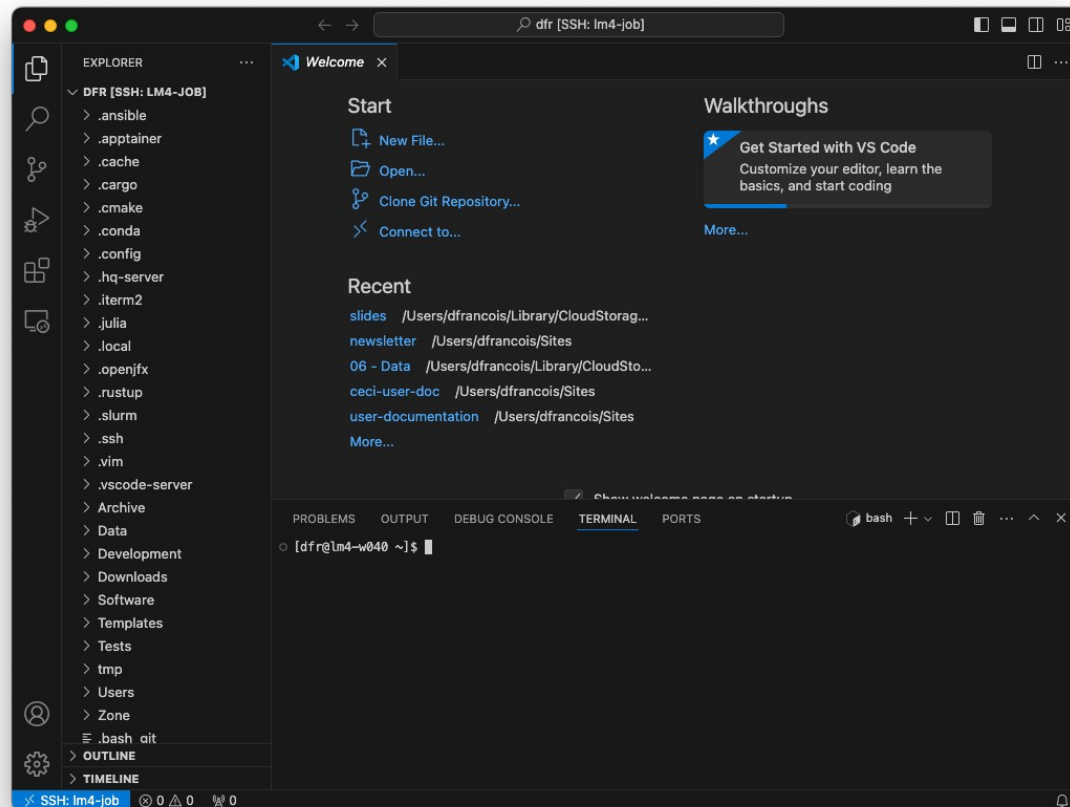 dfr [SSH: lm4-job]
EXPLORER
DFR [SSH: LM4-JOB]
.ansible
.apptainer
.cache
.cargo
.cmake
.conda
.config
.hq-server
.iterm2
.julia
.local
.openjfx
.rustup
.slurm
.ssh
.vim
.vscode-server
Archive
Data
Development
Downloads
Software
Templates
Tests
tmp
Users
Zone
.bash_git
OUTLINE
TIMELINE
Welcome
Start
New File...
Open...
Clone Git Repository...
Connect to...
Recent
slides /Users/dfrancois/Library/CloudStorag...
newsletter /Users/dfrancois/Sites
06 - Data /Users/dfrancois/Library/CloudSto...
ceci-user-doc /Users/dfrancois/Sites
user-documentation /Users/dfrancois/Sites
More...
Walkthroughs
Get Started with VS Code
Customize your editor, learn the
basics, and start coding
More...
Show welcome page on startup
PROBLEMS OUTPUT DEBUG CONSOLE TERMINAL PORTS
bash
[dfr@lm4-w040 ~]$
SSH: lm4-job 0 0 0